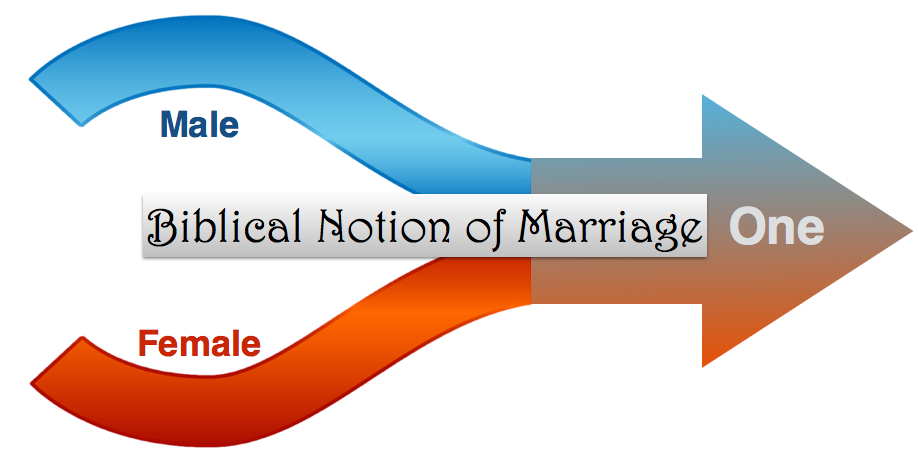 Male
Biblical Notion of Marriage
One
Female